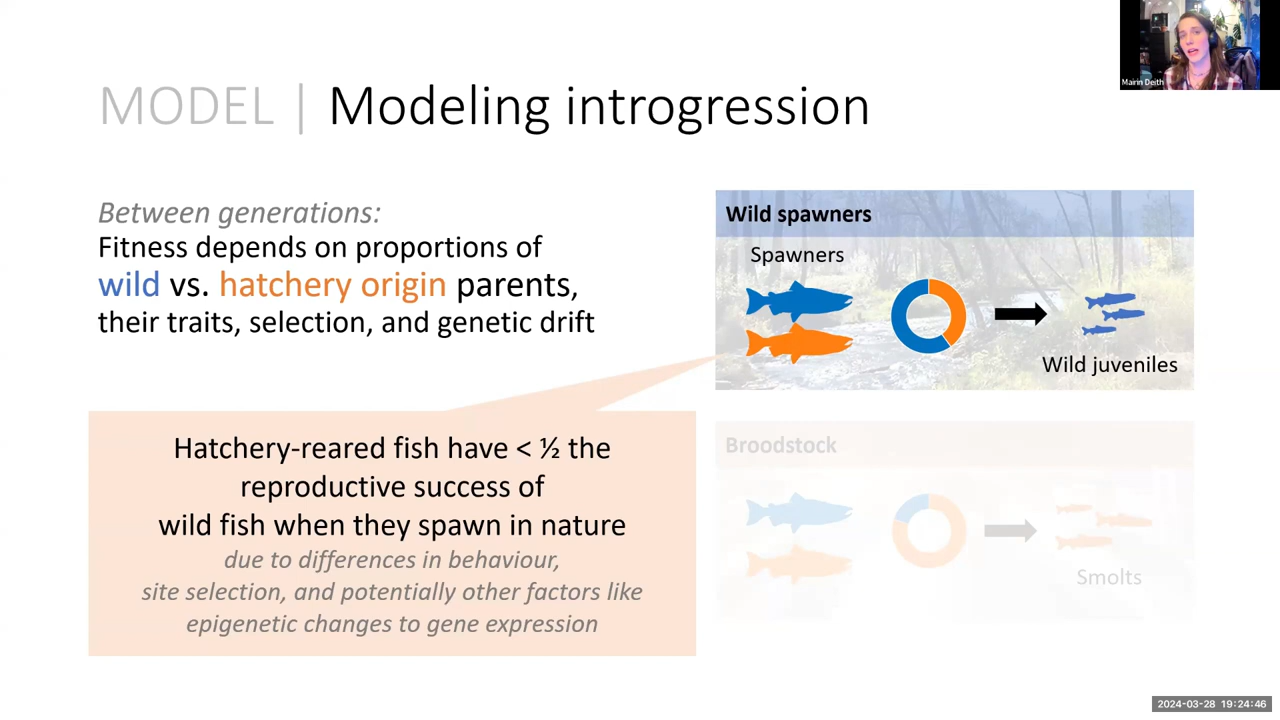 Mairin Deith
MODEL | Modeling introgression
Between generations:
Fitness depends on proportions of
wild vs. hatchery origin parents,
their traits, selection, and genetic drift
Hatchery-reared fish have < ½ the
reproductive success of
wild fish when they spawn in nature
due to differences in behaviour,
site selection, and potentially other factors like
epigenetic changes to gene expression
Wild spawners
Spawners
Wild juveniles
Broodstock
Smolts
2024-03-28 19:24:46